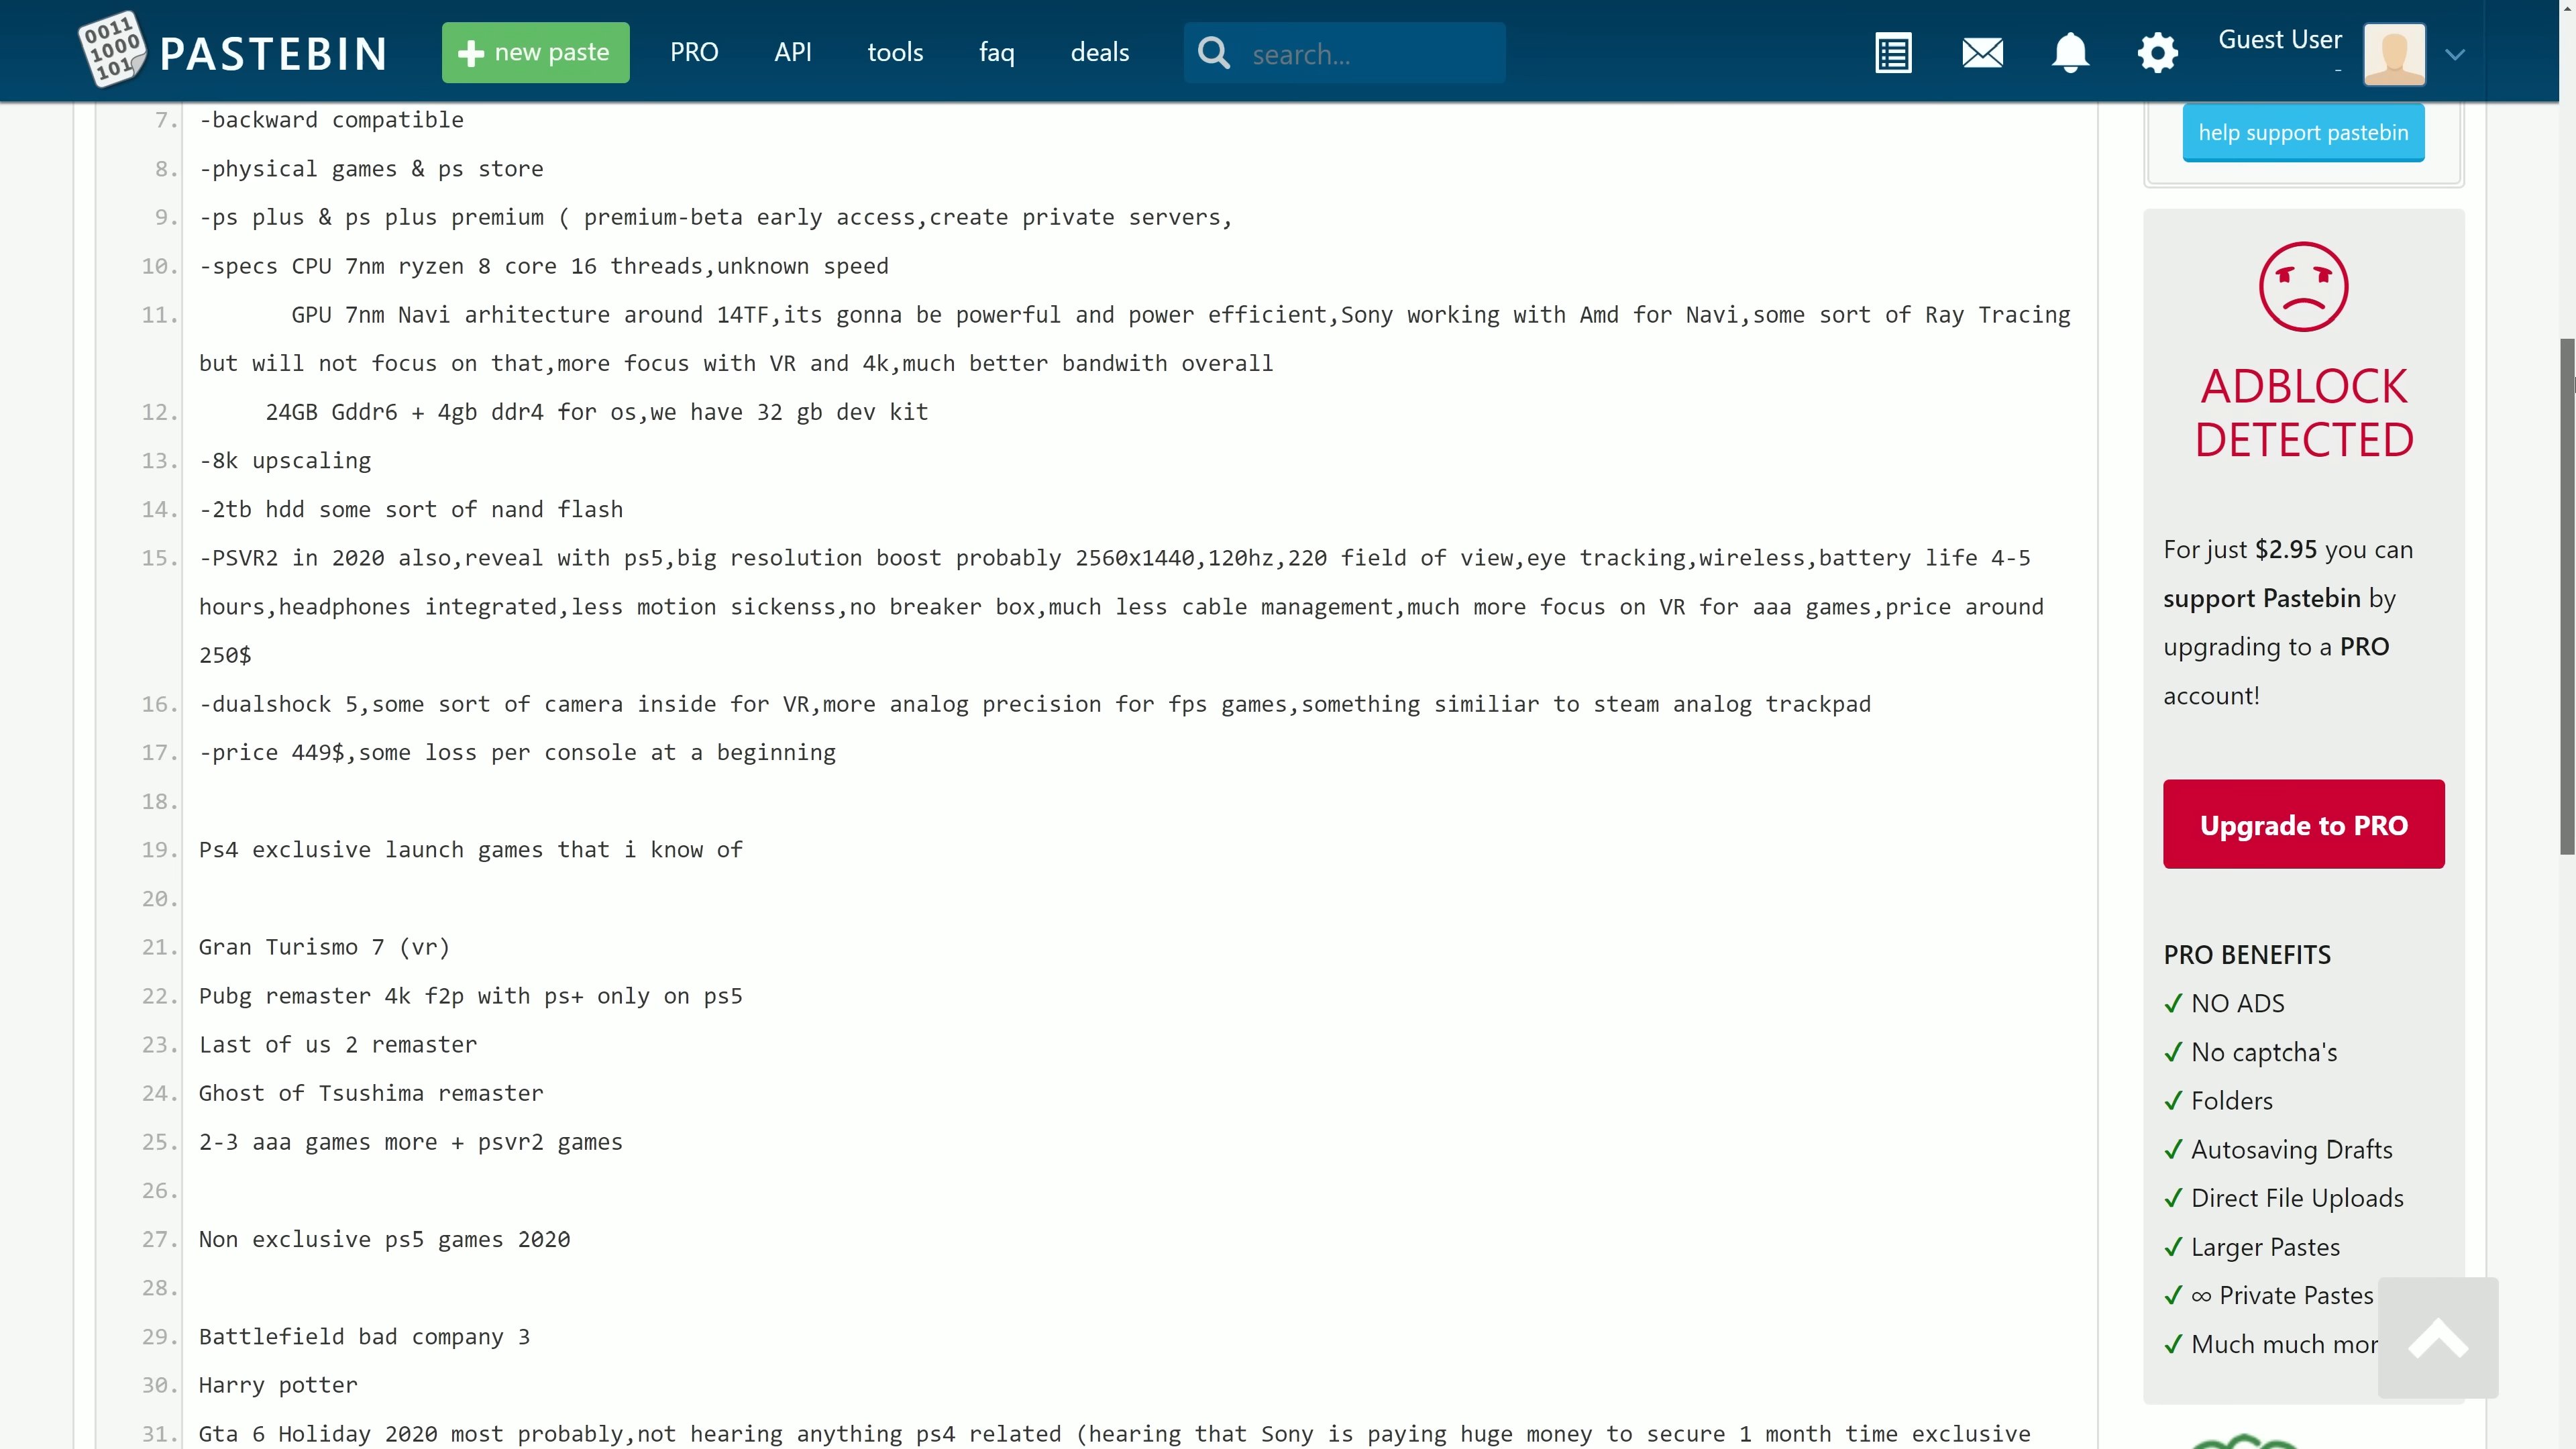 0011
1000
101
PASTEBIN
new paste
PRO
API
tools
faq
deals
search...
Guest User
-
7. -backward compatible
8. -physical games & ps store
9. -ps plus & ps plus premium ( premium-beta early access,create private servers,
10. -specs CPU 7nm ryzen 8 core 16 threads,unknown speed
11. GPU 7nm Navi arhitecture around 14TF,its gonna be powerful and power efficient,Sony working with Amd for Navi,some sort of Ray Tracing
but will not focus on that,more focus with VR and 4k,much better bandwith overall
12. 24GB Gddr6 + 4gb ddr4 for os,we have 32 gb dev kit
13. -8k upscaling
14. -2tb hdd some sort of nand flash
15. -PSVR2 in 2020 also,reveal with ps5,big resolution boost probably 2560x1440,120hz,220 field of view,eye tracking,wireless,battery life 4-5
hours,headphones integrated,less motion sickenss,no breaker box,much less cable management,much more focus on VR for aaa games,price around
250$
16. -dualshock 5,some sort of camera inside for VR,more analog precision for fps games,something similiar to steam analog trackpad
17. -price 449$,some loss per console at a beginning
18.
19. Ps4 exclusive launch games that i know of
20.
21. Gran Turismo 7 (vr)
22. Pubg remaster 4k f2p with ps+ only on ps5
23. Last of us 2 remaster
24. Ghost of Tsushima remaster
25. 2-3 aaa games more + psvr2 games
26.
27. Non exclusive ps5 games 2020
28.
29. Battlefield bad company 3
30. Harry potter
31. Gta 6 Holiday 2020 most probably,not hearing anything ps4 related (hearing that Sony is paying huge money to secure 1 month time exclusive
help support pastebin
ADBLOCK
DETECTED
For just $2.95 you can
support Pastebin by
upgrading to a PRO
account!
Upgrade to PRO
PRO BENEFITS
✓ NO ADS
✓ No captcha's
✓ Folders
✓ Autosaving Drafts
✓ Direct File Uploads
✓ Larger Pastes
✓ ∞ Private Pastes
✓ Much much mor